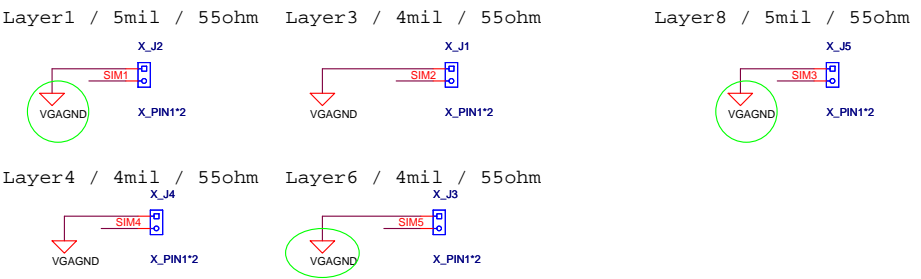 Layer1 / 5mil / 55ohm
Layer3 / 4mil / 55ohm
Layer8 / 5mil / 55ohm
X_J2
X_J1
X_J5
SIM1
SIM2
SIM3
VGAGND
X_PIN1*2
VGAGND
X_PIN1*2
VGAGND
X_PIN1*2
Layer4 / 4mil / 55ohm
Layer6 / 4mil / 55ohm
X_J4
X_J3
SIM4
SIM5
VGAGND
X_PIN1*2
VGAGND
X_PIN1*2